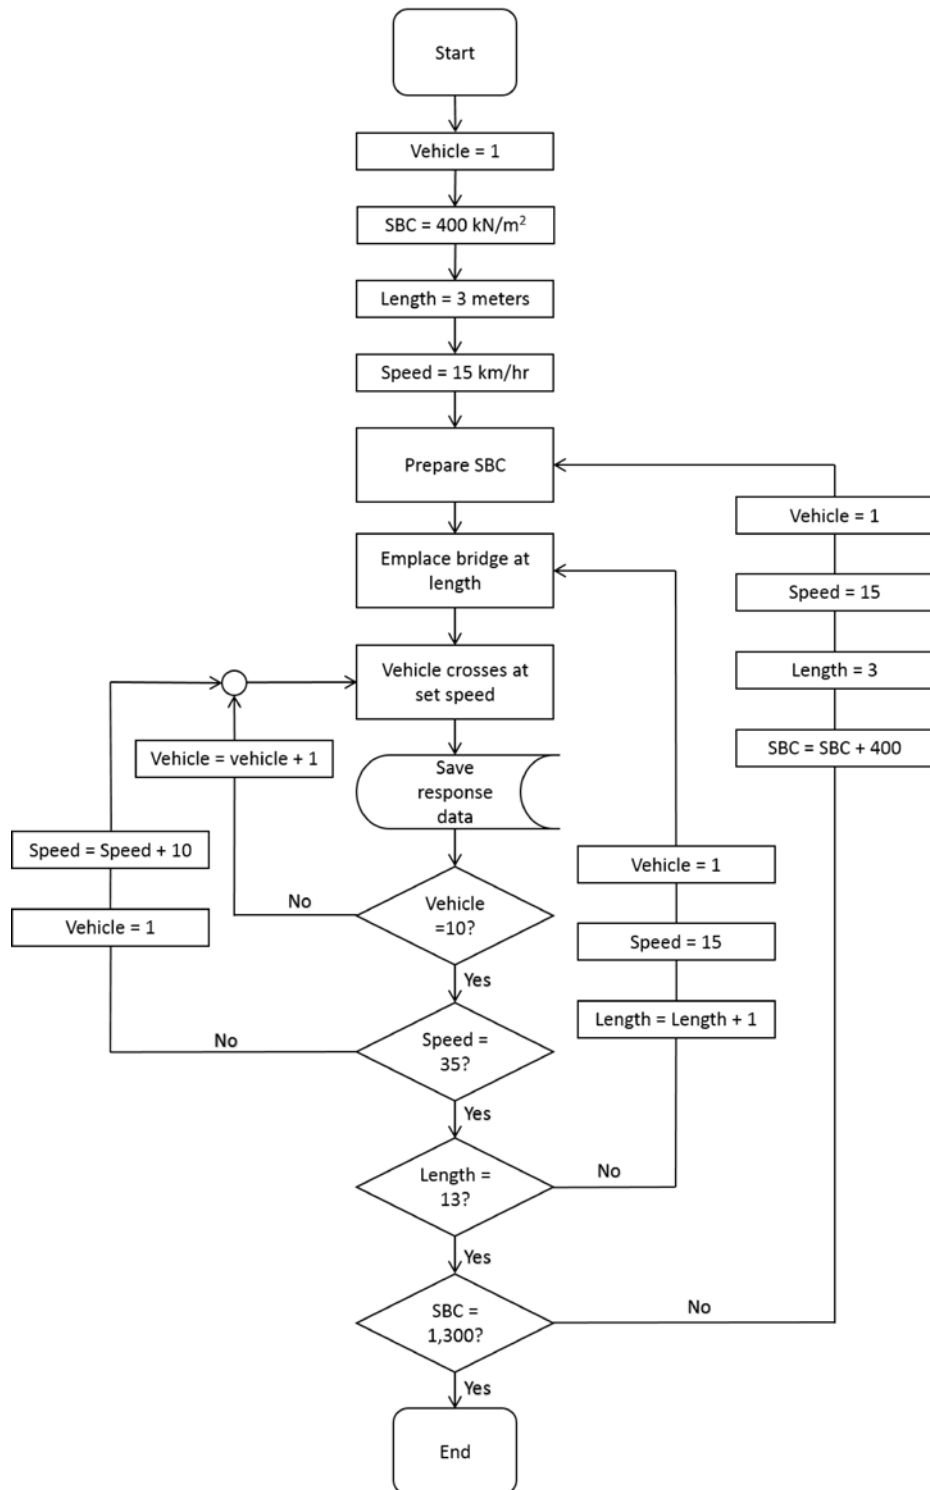 Start
Vehicle = 1
SBC = 400 kN/m²
Length = 3 meters
Speed = 15 km/hr
Prepare SBC
Vehicle = 1
Emplace bridge at
length
Speed = 15
Vehicle crosses at
set speed
Length = 3
Vehicle = vehicle + 1
SBC = SBC + 400
Save
response
data
Speed = Speed + 10
Vehicle = 1
No
Vehicle
=10?
Vehicle = 1
Speed = 15
Yes
Length = Length + 1
No
Speed =
35?
Yes
Length =
13?
No
Yes
SBC =
1,300?
No
Yes
End